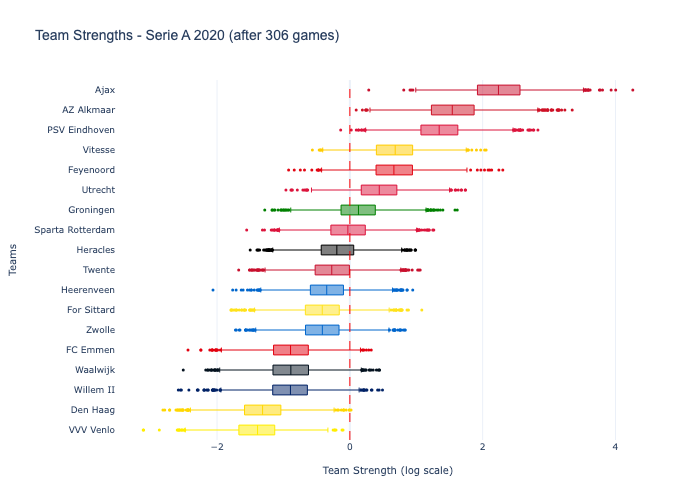 Team Strengths - Serie A 2020 (after 306 games)
Ajax
AZ Alkmaar
PSV Eindhoven
Vitesse
Feyenoord
Utrecht
Groningen
Sparta Rotterdam
Heracles
Twente
Heerenveen
For Sittard
Zwolle
FC Emmen
Waalwijk
Willem II
Den Haag
VVV Venlo
Teams
−2 0 2 4
Team Strength (log scale)